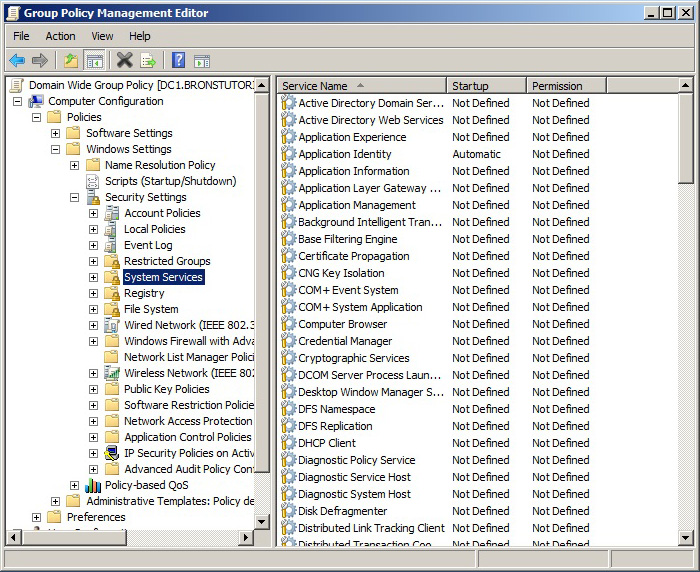 Group Policy Management Editor
File Action View Help
Domain Wide Group Policy [DC1.BRONSTUTOR
Computer Configuration
Policies
Software Settings
Windows Settings
Name Resolution Policy
Scripts (Startup/Shutdown)
Security Settings
Account Policies
Local Policies
Event Log
Restricted Groups
System Services
Registry
File System
Wired Network (IEEE 802.3
Windows Firewall with Adva
Network List Manager Polici
Wireless Network (IEEE 802
Public Key Policies
Software Restriction Policie
Network Access Protection
Application Control Policies
IP Security Policies on Activ
Advanced Audit Policy Con
Policy-based QoS
Administrative Templates: Policy de
Preferences
Service Name Startup Permission
Active Directory Domain Ser... Not Defined Not Defined
Active Directory Web Services Not Defined Not Defined
Application Experience Not Defined Not Defined
Application Identity Automatic Not Defined
Application Information Not Defined Not Defined
Application Layer Gateway ... Not Defined Not Defined
Application Management Not Defined Not Defined
Background Intelligent Tran... Not Defined Not Defined
Base Filtering Engine Not Defined Not Defined
Certificate Propagation Not Defined Not Defined
CNG Key Isolation Not Defined Not Defined
COM+ Event System Not Defined Not Defined
COM+ System Application Not Defined Not Defined
Computer Browser Not Defined Not Defined
Credential Manager Not Defined Not Defined
Cryptographic Services Not Defined Not Defined
DCOM Server Process Laun... Not Defined Not Defined
Desktop Window Manager S... Not Defined Not Defined
DFS Namespace Not Defined Not Defined
DFS Replication Not Defined Not Defined
DHCP Client Not Defined Not Defined
Diagnostic Policy Service Not Defined Not Defined
Diagnostic Service Host Not Defined Not Defined
Diagnostic System Host Not Defined Not Defined
Disk Defragmenter Not Defined Not Defined
Distributed Link Tracking Client Not Defined Not Defined
Distributed Transaction Coo... Not Defined Not Defined